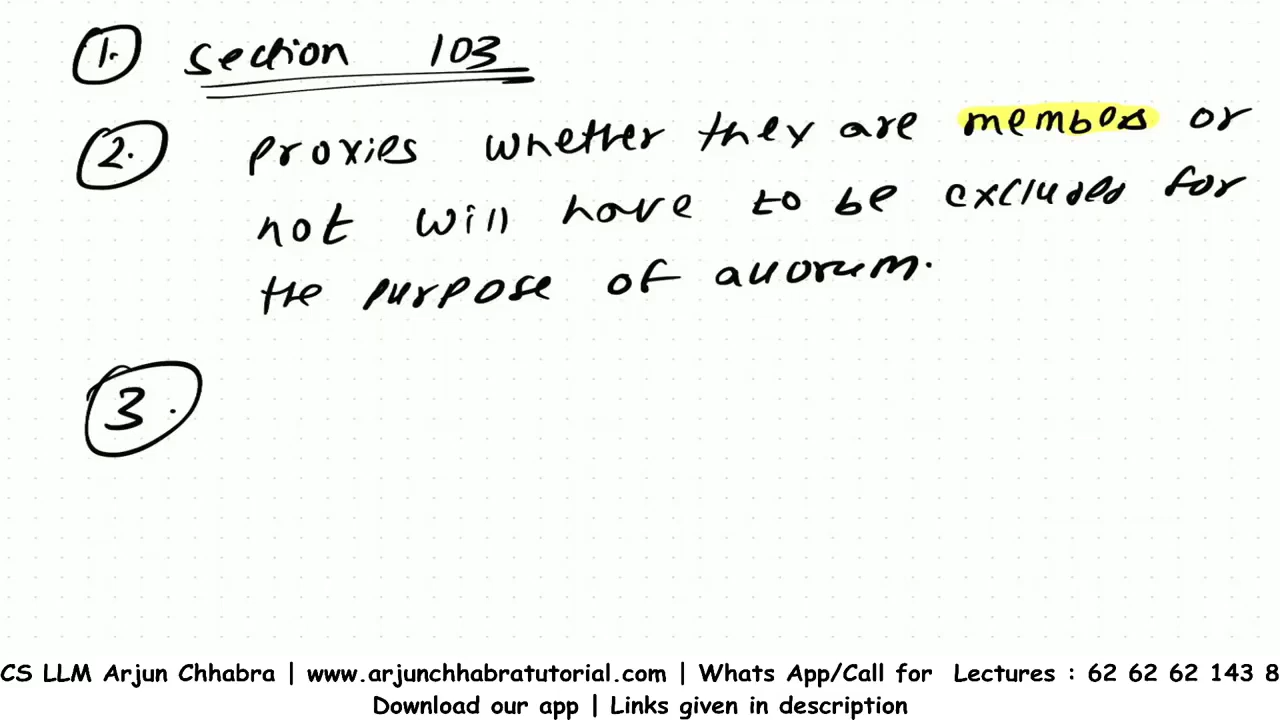 1. section 103
2. proxies whether they are members or
not will have to be excluded for
the purpose of quorum.
3.
CS LLM Arjun Chhabra | www.arjunchhabratutorial.com | Whats App/Call for Lectures : 62 62 62 143 8
Download our app | Links given in description